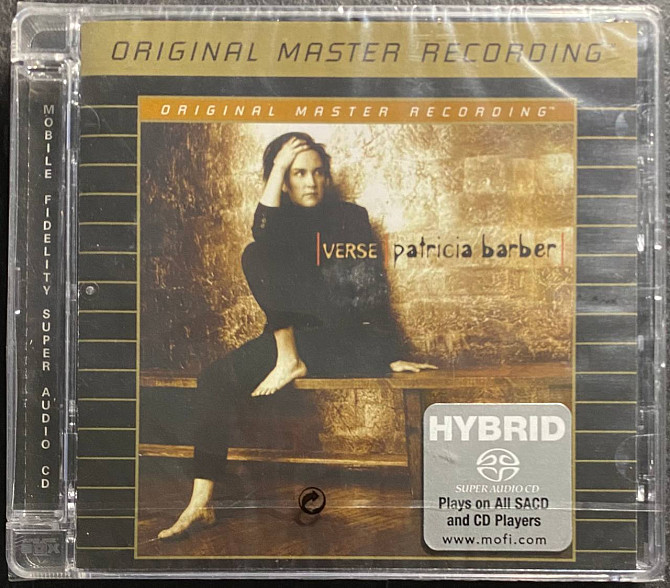 ORIGINAL MASTER RECORDING
ORIGINAL MASTER RECORDING™
MOBILE FIDELITY SUPER AUDIO CD
VERSE patricia barber
HYBRID
SUPER AUDIO CD
Plays on All SACD
and CD Players
www.mofi.com